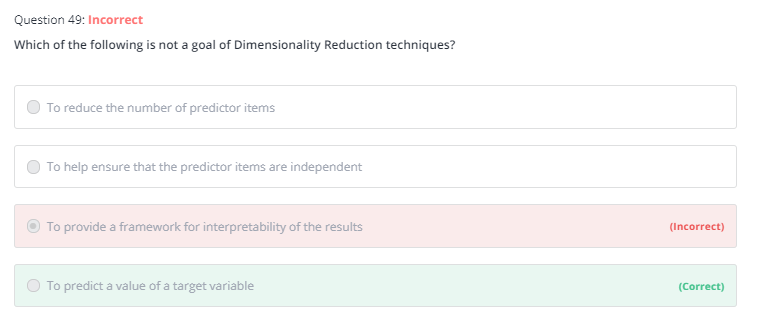 Question 49: Incorrect
Which of the following is not a goal of Dimensionality Reduction techniques?
To reduce the number of predictor items
To help ensure that the predictor items are independent
To provide a framework for interpretability of the results (Incorrect)
To predict a value of a target variable (Correct)